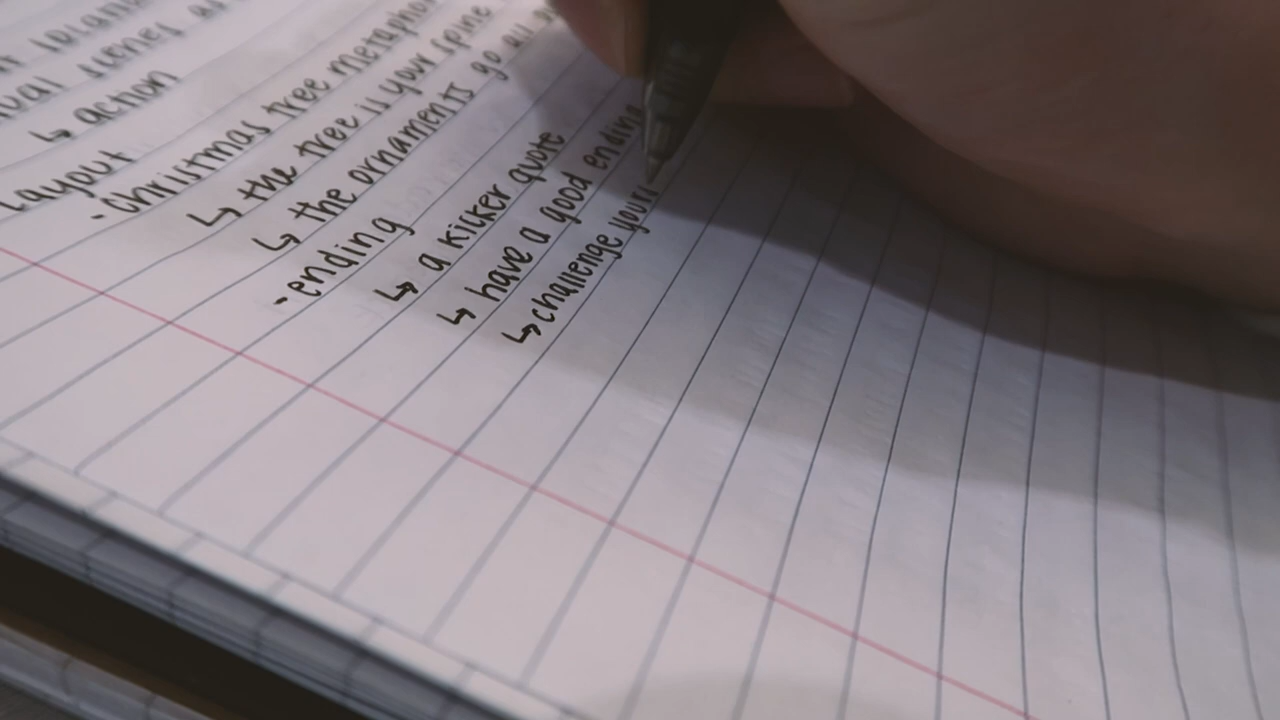 scenes
↳ action
Layout
- christmas tree metaphor
↳ the tree is your spine
↳ the ornaments go all
- ending
↳ a kicker quote
↳ have a good ending
↳ challenge